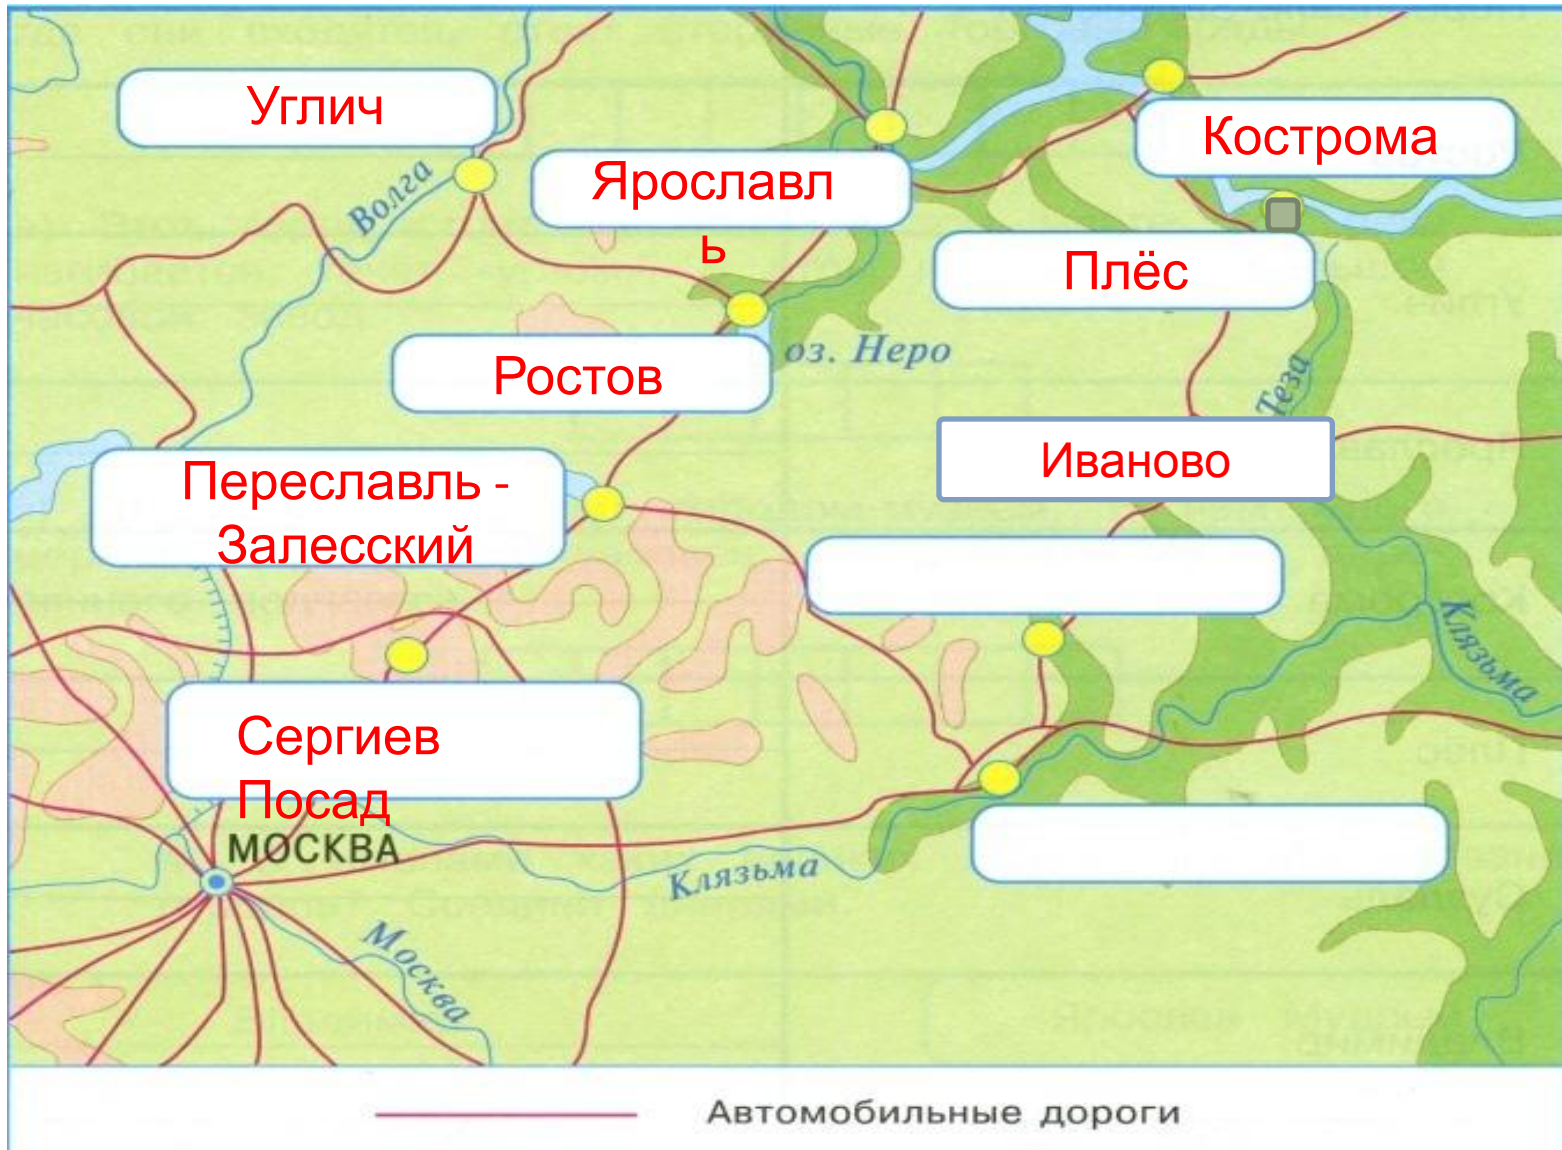 Углич
Кострома
Ярославл
ь
Волга
Плёс
Ростов
оз. Неро
Теза
Иваново
Переславль -
Залесский
Клязьма
Сергиев
Посад
МОСКВА
Клязьма
Москва
Автомобильные дороги